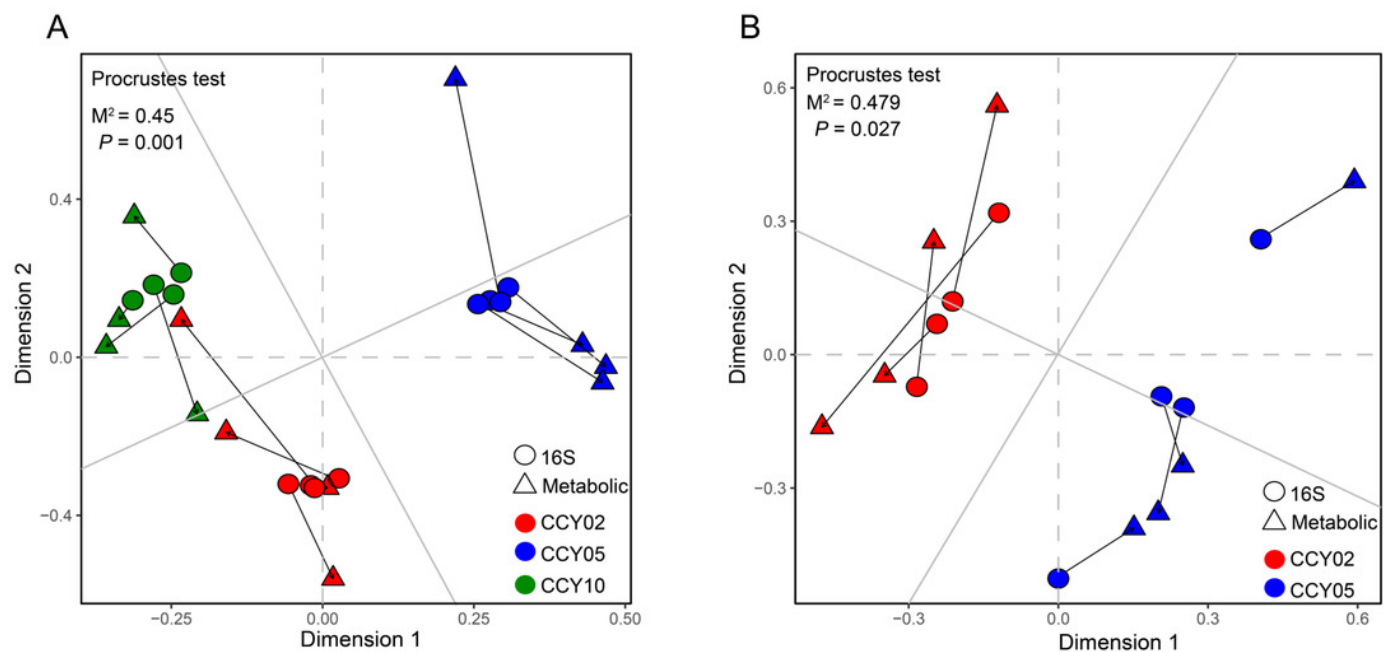 A
Procrustes test
M² = 0.45
P = 0.001
0.4
0.0
−0.4
Dimension 2
−0.25
0.00
0.25
0.50
Dimension 1
16S
Metabolic
CCY02
CCY05
CCY10
B
Procrustes test
M² = 0.479
P = 0.027
0.6
0.3
0.0
−0.3
Dimension 2
−0.3
0.0
0.3
0.6
Dimension 1
16S
Metabolic
CCY02
CCY05